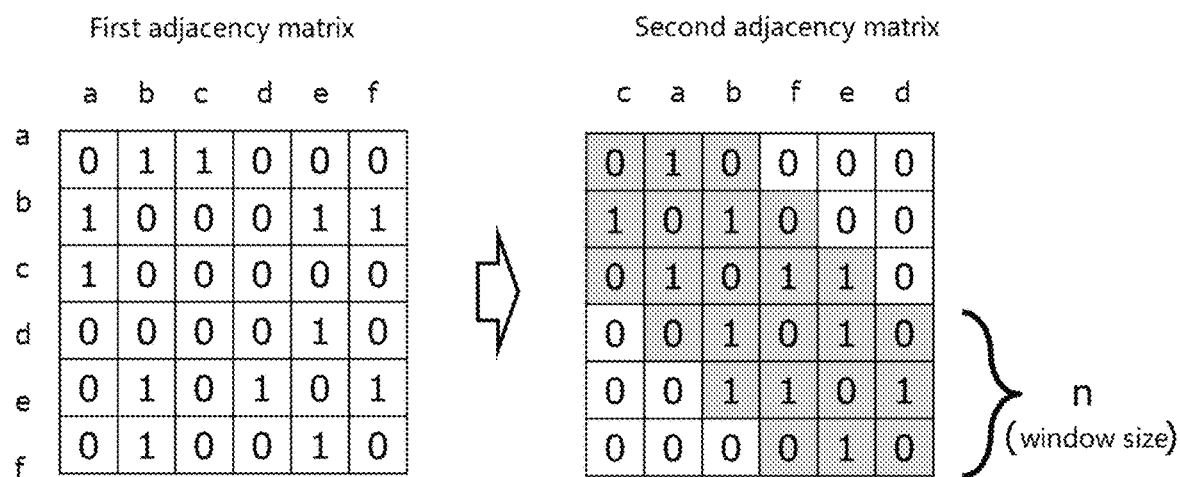 First adjacency matrix
a b c d e f
a 0 1 1 0 0 0
b 1 0 0 0 1 1
c 1 0 0 0 0 0
d 0 0 0 0 1 0
e 0 1 0 1 0 1
f 0 1 0 0 1 0
Second adjacency matrix
c a b f e d
0 1 0 0 0 0
1 0 1 0 0 0
0 1 0 1 1 0
0 0 1 0 1 0
0 0 1 1 0 1
0 0 0 0 1 0
n
(window size)